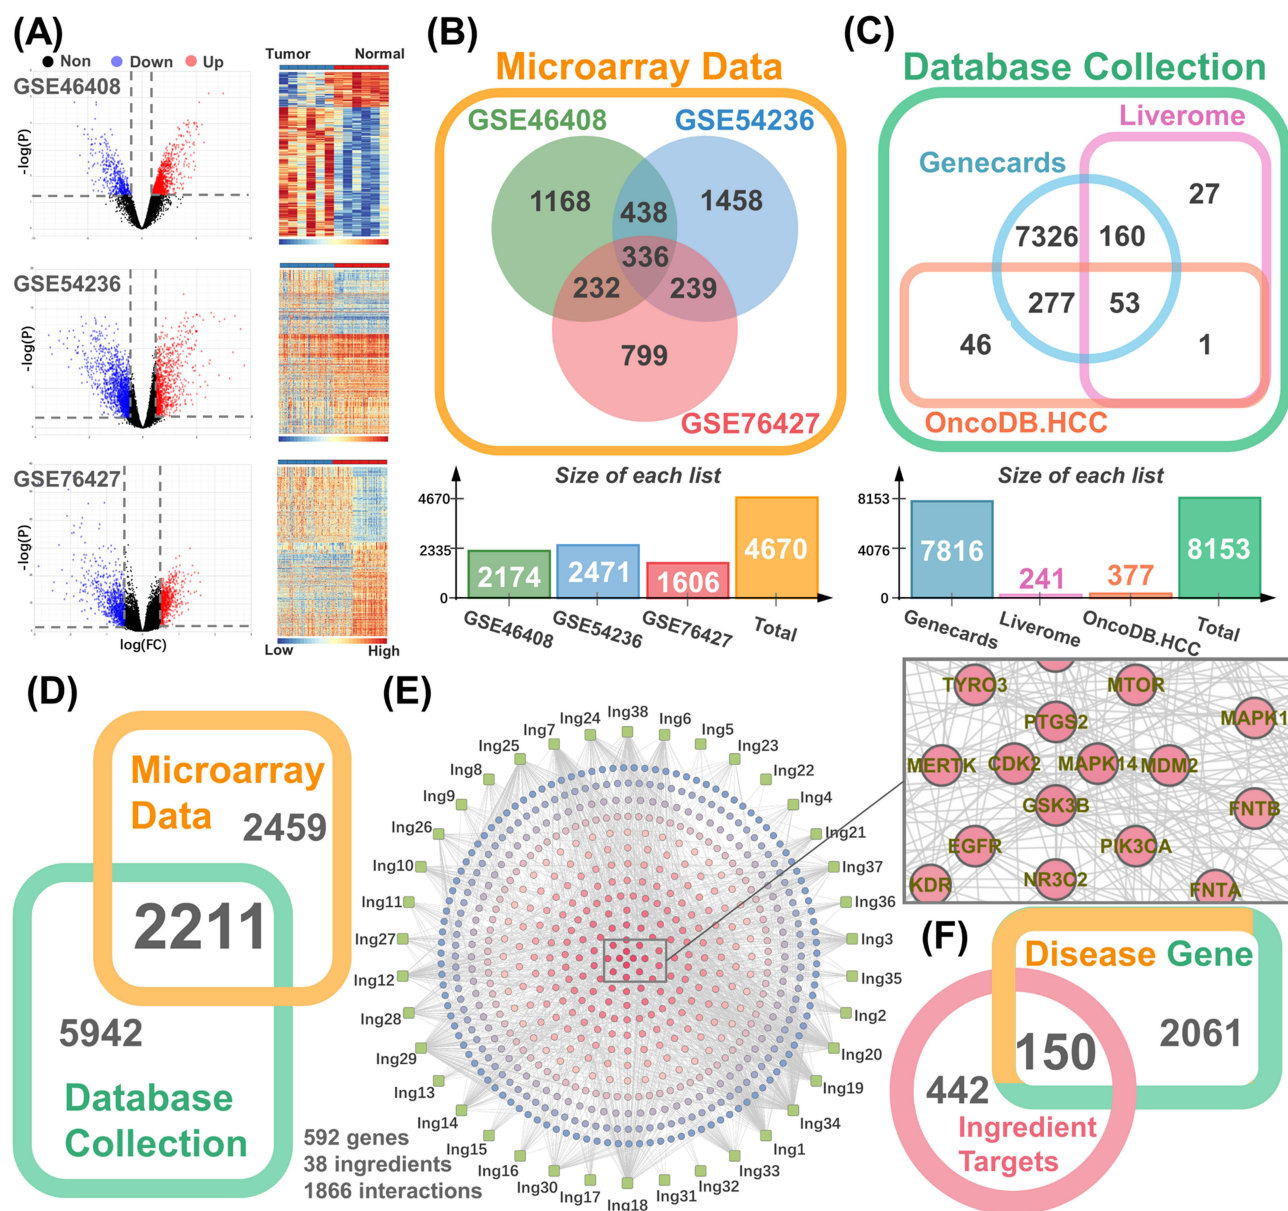 (A)
Non Down Up
Tumor Normal
GSE46408
-log(P)
GSE54236
-log(P)
GSE76427
-log(P)
log(FC)
Low High
(B)
Microarray Data
GSE46408 GSE54236
1168 438 1458
336
232 239
799
GSE76427
Size of each list
4670
2335
0
2174 2471 1606 4670
GSE46408 GSE54236 GSE76427 Total
(C)
Database Collection
Liverome
Genecards
27
7326 160
277 53
46 1
OncoDB.HCC
Size of each list
8153
4076
0
7816 241 377 8153
Genecards Liverome OncoDB.HCC Total
(D)
Microarray
Data
2459
2211
5942
Database
Collection
(E)
Ing38
Ing6
Ing5
Ing23
Ing22
Ing4
Ing21
Ing37
Ing36
Ing3
Ing35
Ing2
Ing20
Ing19
Ing34
Ing1
Ing33
Ing32
Ing31
Ing18
Ing17
Ing30
Ing16
Ing15
Ing14
Ing13
Ing29
Ing28
Ing12
Ing27
Ing11
Ing10
Ing26
Ing9
Ing8
Ing25
Ing7
Ing24
592 genes
38 ingredients
1866 interactions
TYRO3 MTOR
PTGS2 MAPK1
MERTK CDK2 MAPK14 MDM2
GSK3B FNTB
EGFR PIK3CA
KDR NR3C2 FNTA
(F)
Disease Gene
150 2061
442
Ingredient
Targets